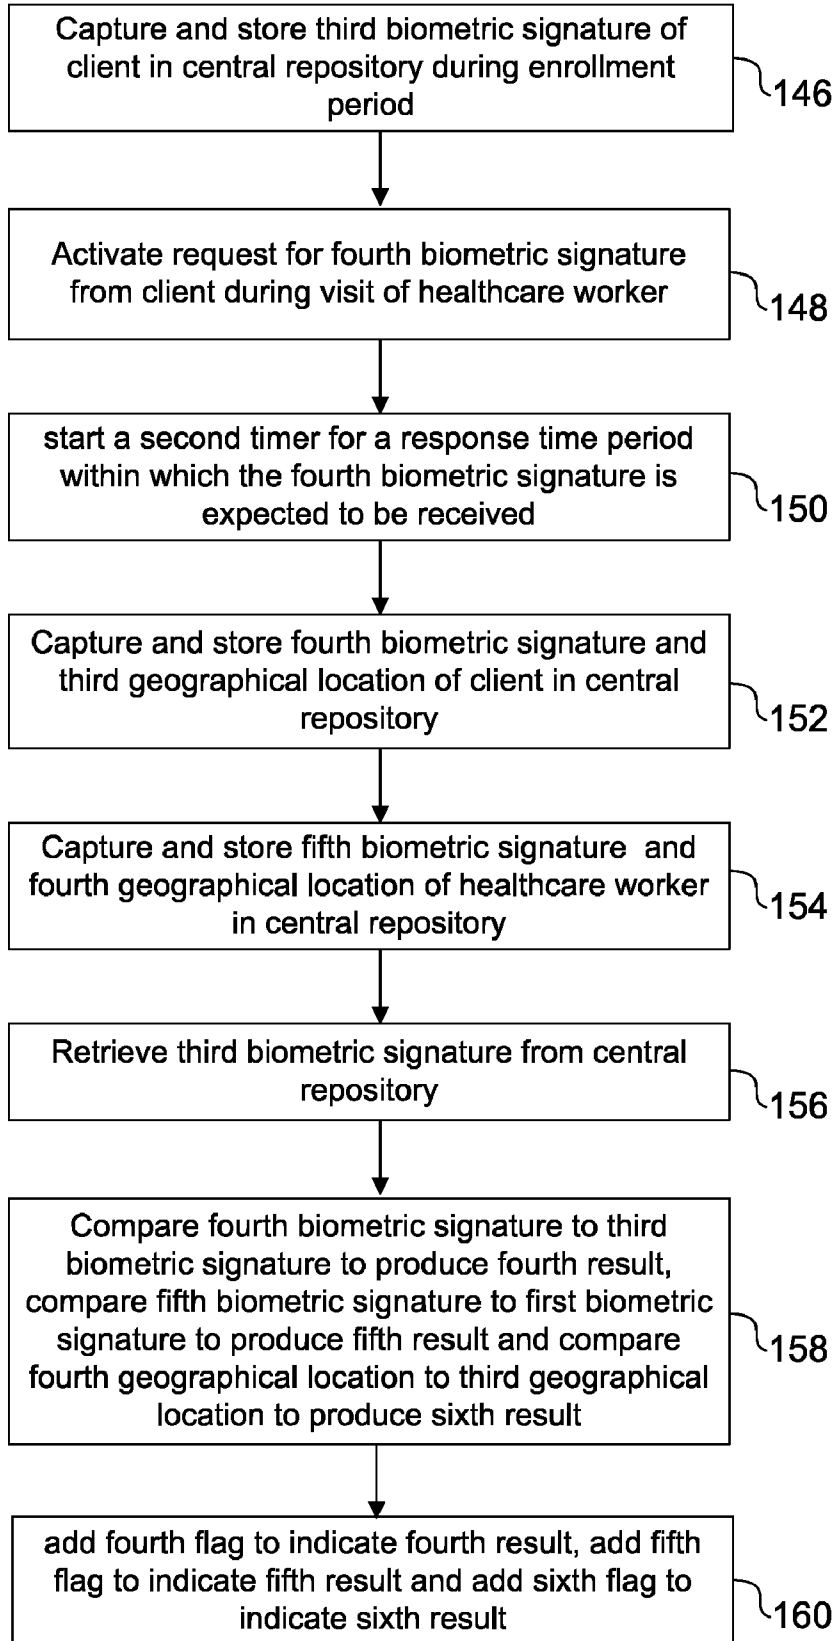 Capture and store third biometric signature of
client in central repository during enrollment
period
146
Activate request for fourth biometric signature
from client during visit of healthcare worker
148
start a second timer for a response time period
within which the fourth biometric signature is
expected to be received
150
Capture and store fourth biometric signature and
third geographical location of client in central
repository
152
Capture and store fifth biometric signature and
fourth geographical location of healthcare worker
in central repository
154
Retrieve third biometric signature from central
repository
156
Compare fourth biometric signature to third
biometric signature to produce fourth result,
compare fifth biometric signature to first biometric
signature to produce fifth result and compare
fourth geographical location to third geographical
location to produce sixth result
158
add fourth flag to indicate fourth result, add fifth
flag to indicate fifth result and add sixth flag to
indicate sixth result
160